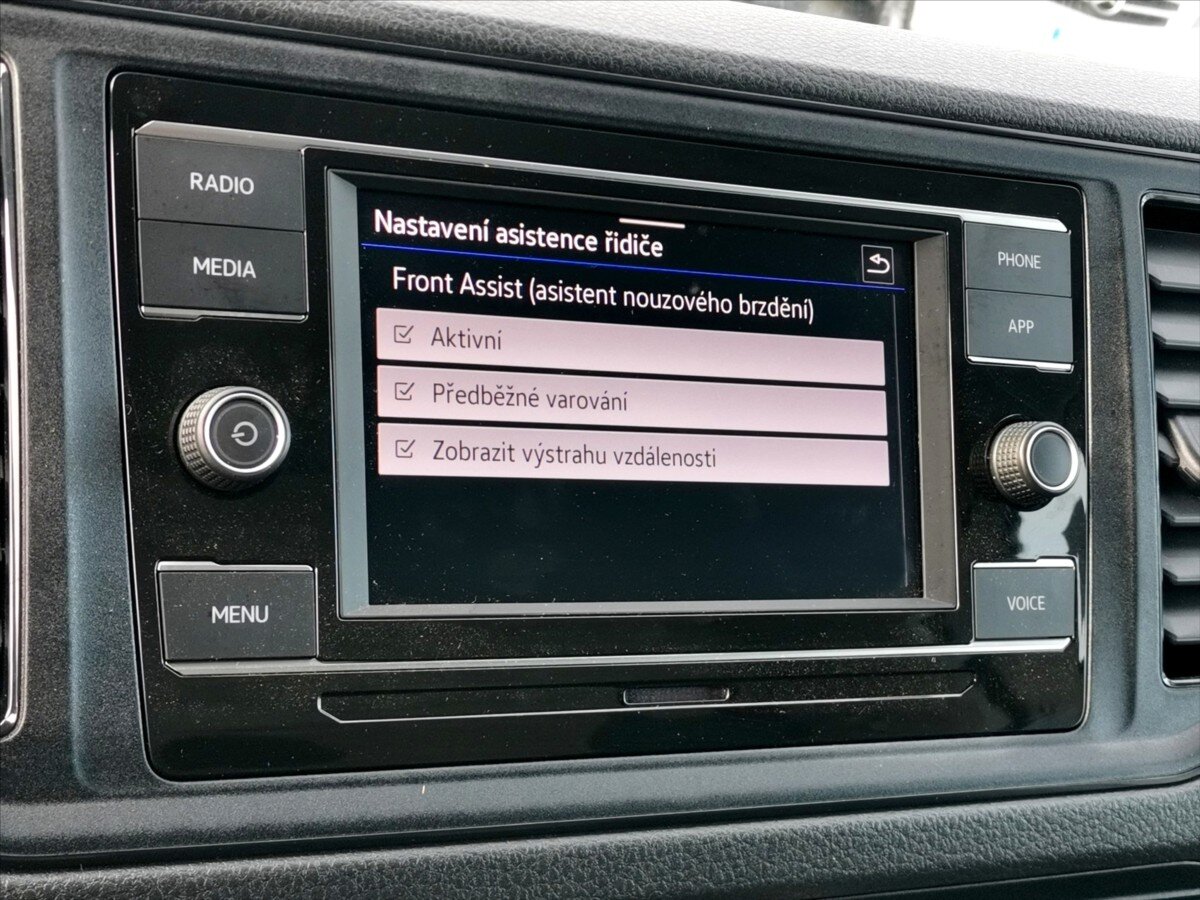 RADIO
MEDIA
MENU
Nastavení asistence řidiče
Front Assist (asistent nouzového brzdění)
Aktivní
Předběžné varování
Zobrazit výstrahu vzdálenosti
PHONE
APP
VOICE